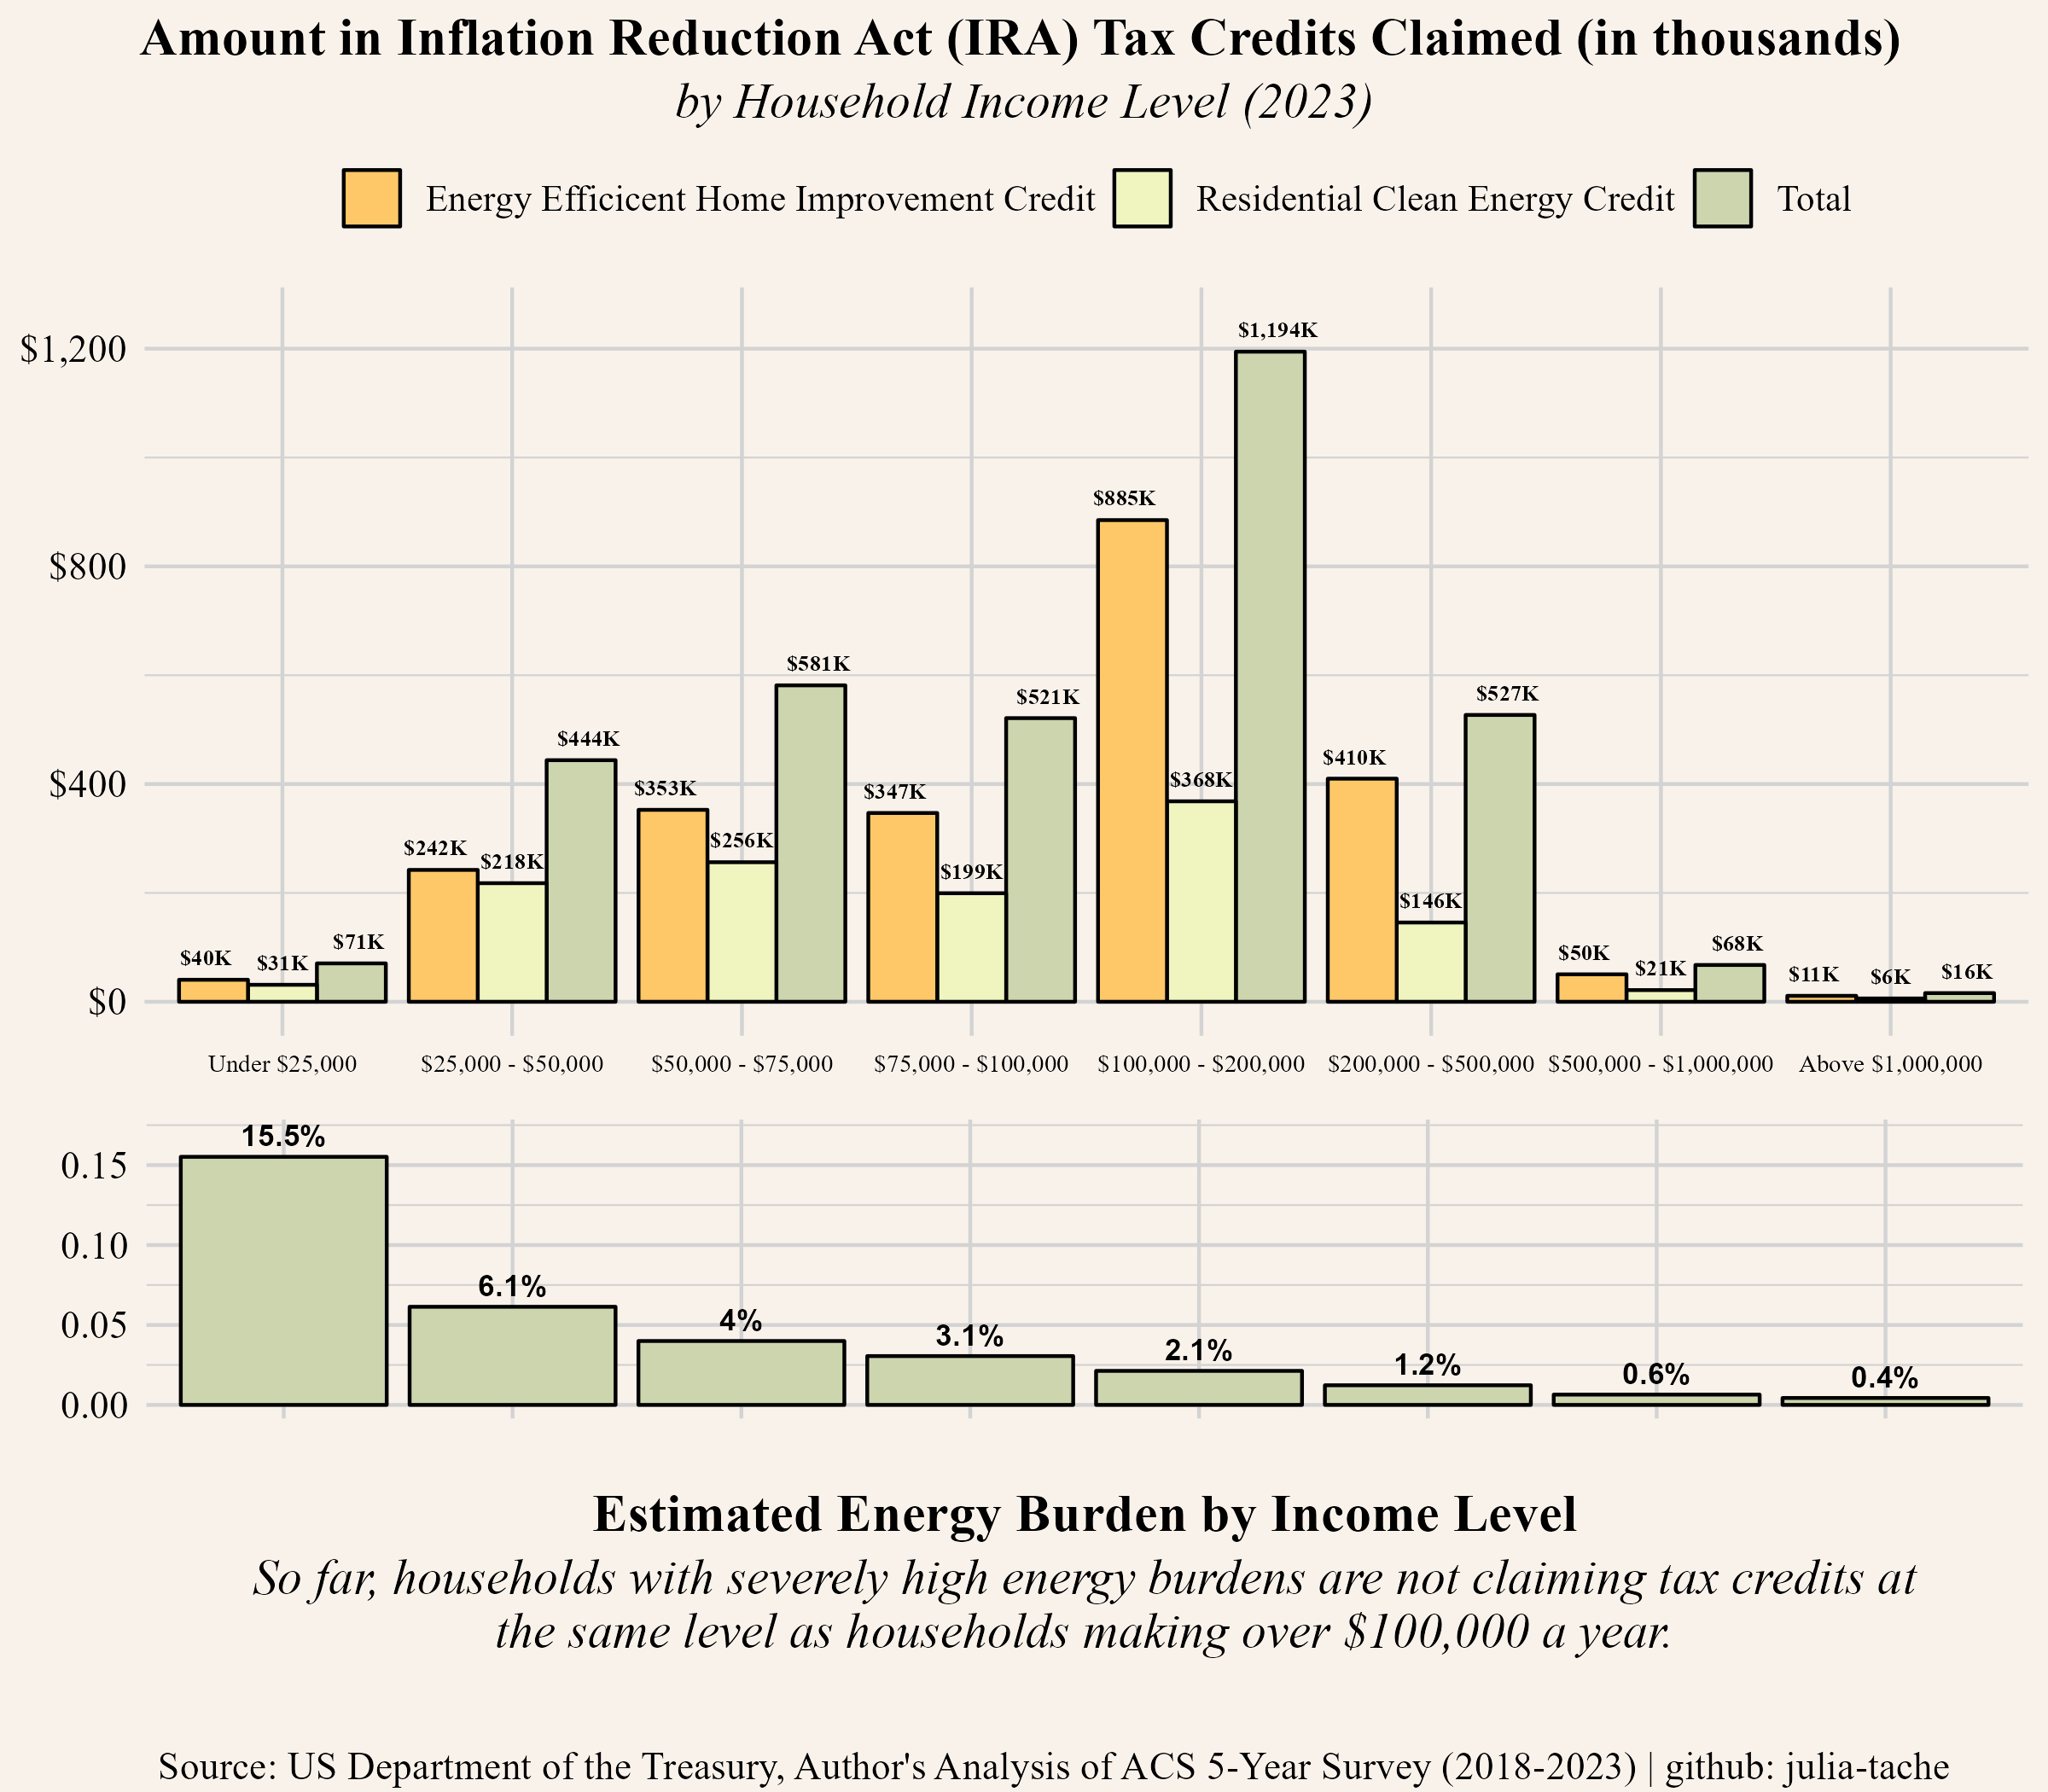 Amount in Inflation Reduction Act (IRA) Tax Credits Claimed (in thousands)
by Household Income Level (2023)
Energy Efficicent Home Improvement Credit
Residential Clean Energy Credit
Total
$1,200
$800
$400
$0
$40K
$31K
$71K
$242K
$218K
$444K
$353K
$256K
$581K
$347K
$199K
$521K
$885K
$368K
$1,194K
$410K
$146K
$527K
$50K
$21K
$68K
$11K
$6K
$16K
Under $25,000
$25,000 - $50,000
$50,000 - $75,000
$75,000 - $100,000
$100,000 - $200,000
$200,000 - $500,000
$500,000 - $1,000,000
Above $1,000,000
0.15
0.10
0.05
0.00
15.5%
6.1%
4%
3.1%
2.1%
1.2%
0.6%
0.4%
Estimated Energy Burden by Income Level
So far, households with severely high energy burdens are not claiming tax credits at
the same level as households making over $100,000 a year.
Source: US Department of the Treasury, Author's Analysis of ACS 5-Year Survey (2018-2023) | github: julia-tache